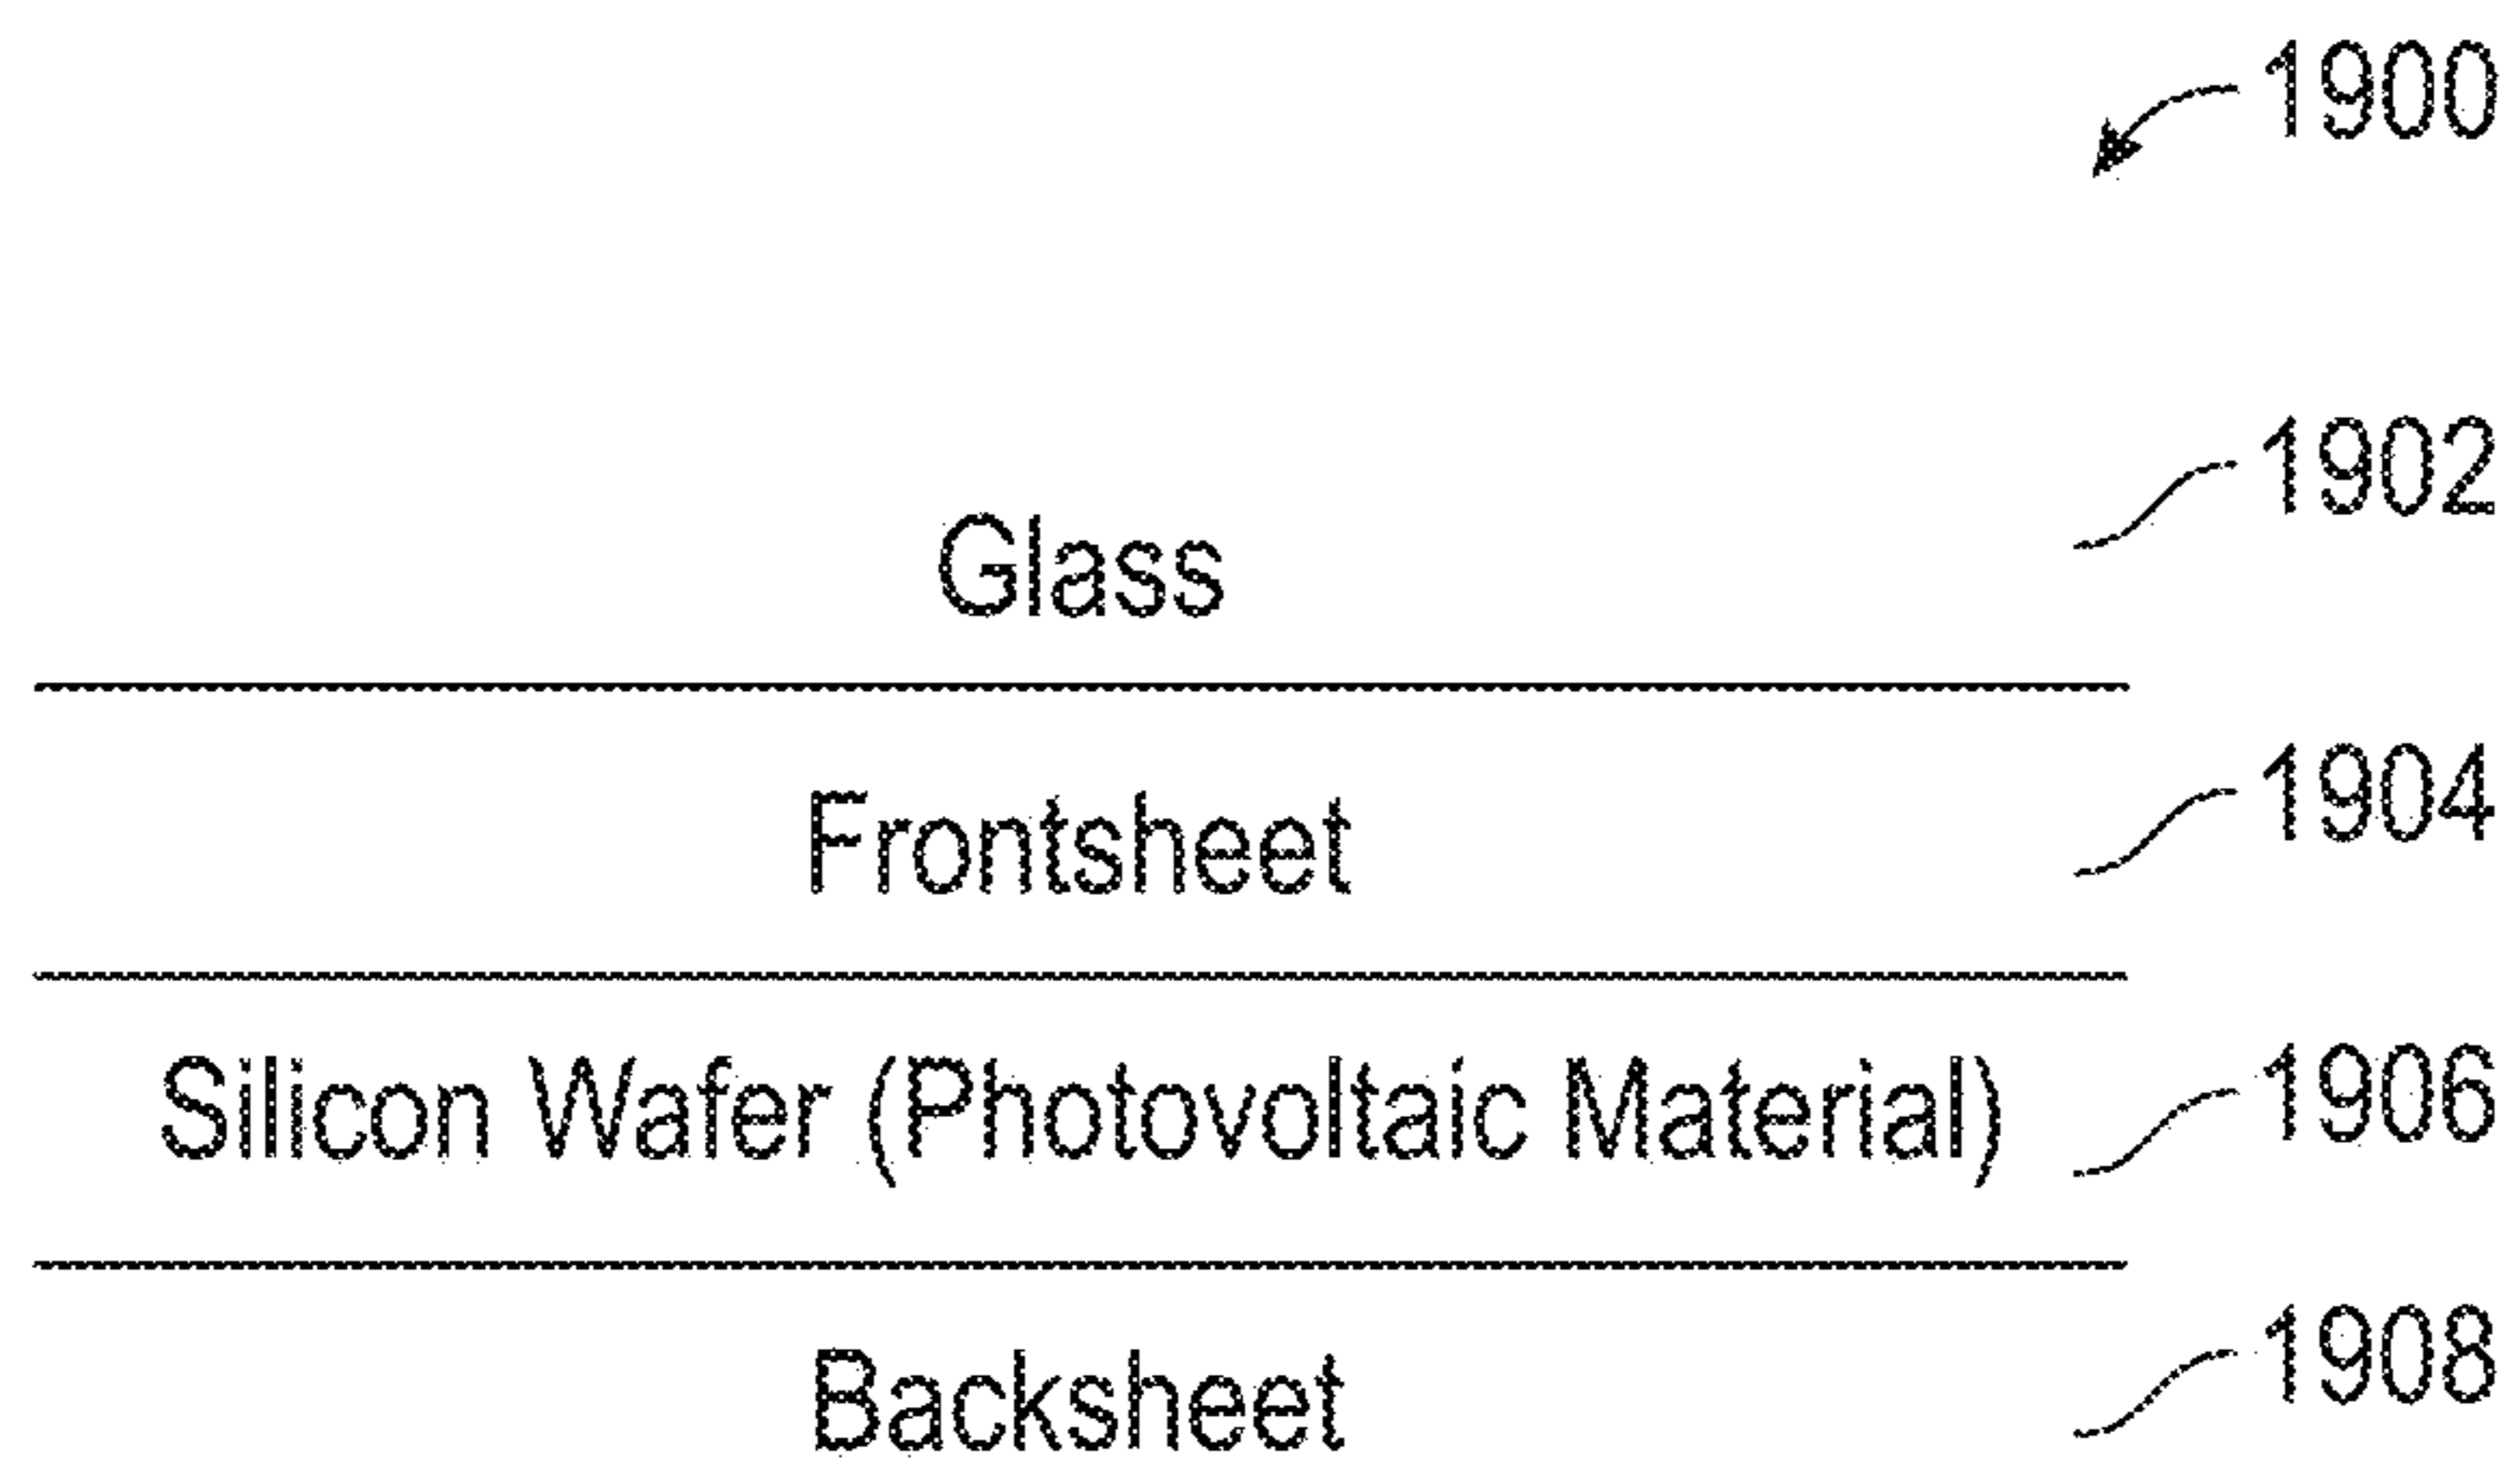 1900
1902
Glass
1904
Frontsheet
1906
Silicon Wafer (Photovoltaic Material)
1908
Backsheet